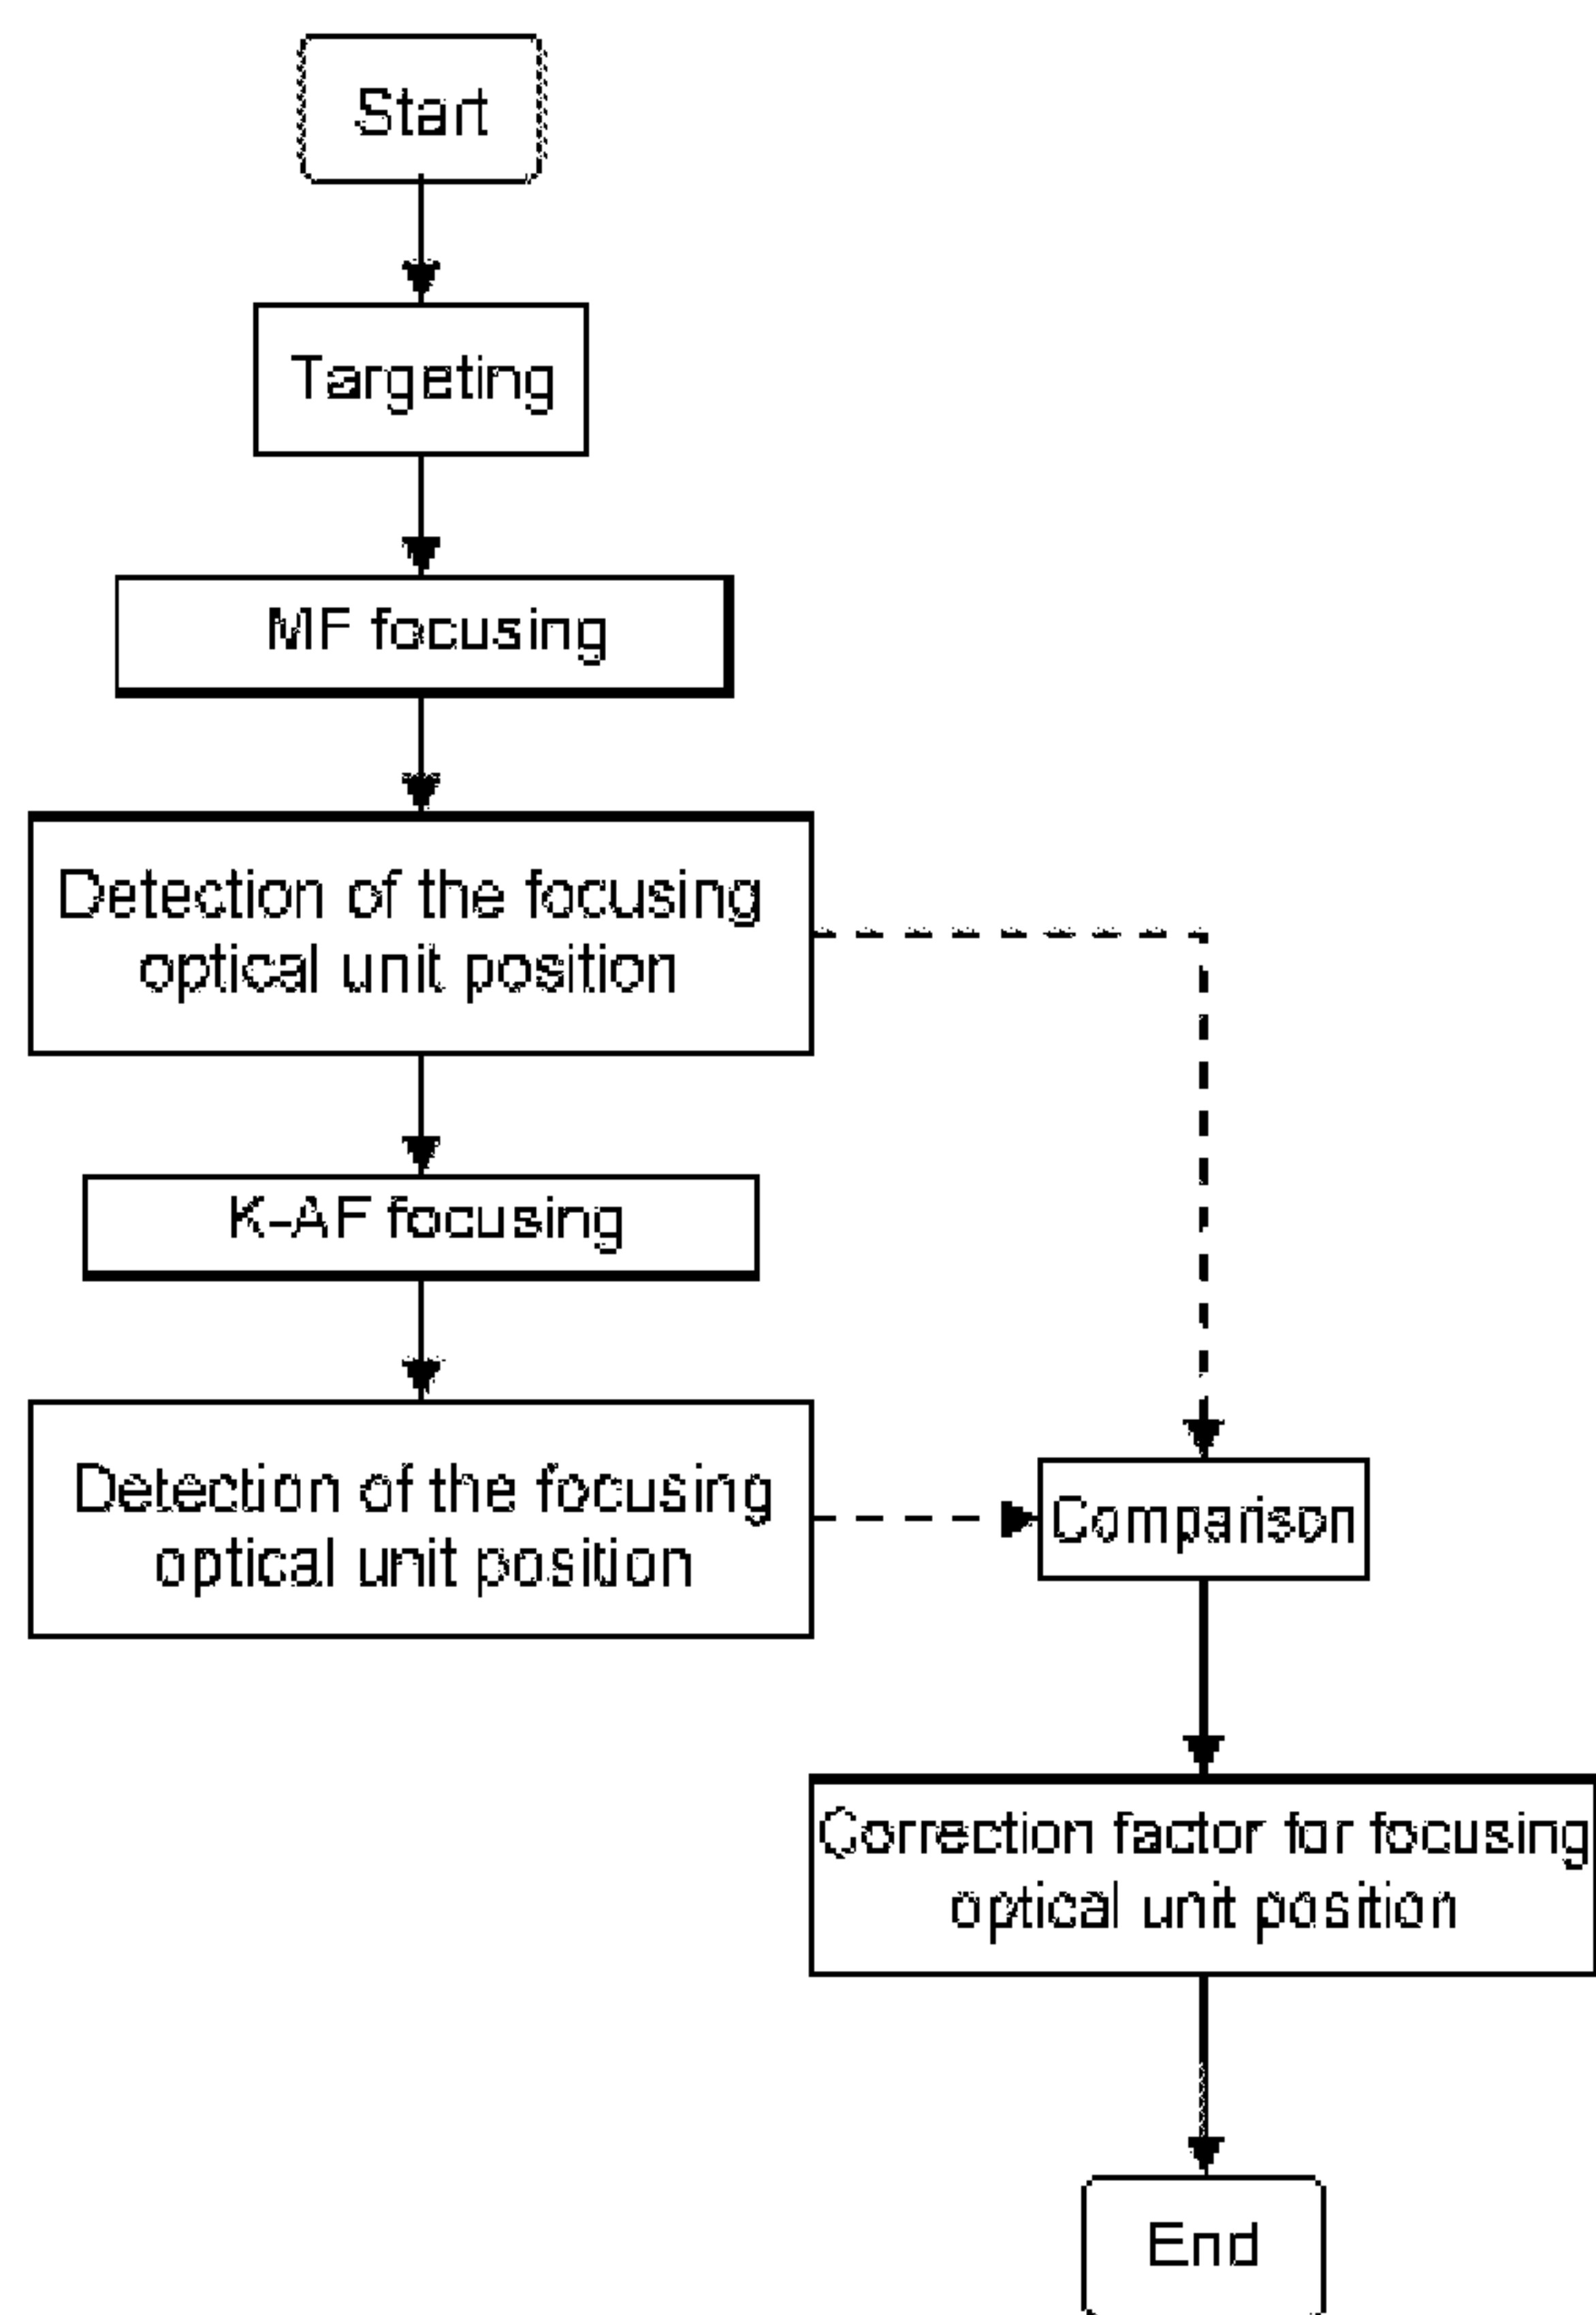 Start
Targeting
MF focusing
Detection of the focusing
optical unit position
K-AF focusing
Detection of the focusing
optical unit position
Comparison
Correction factor for focusing
optical unit position
End